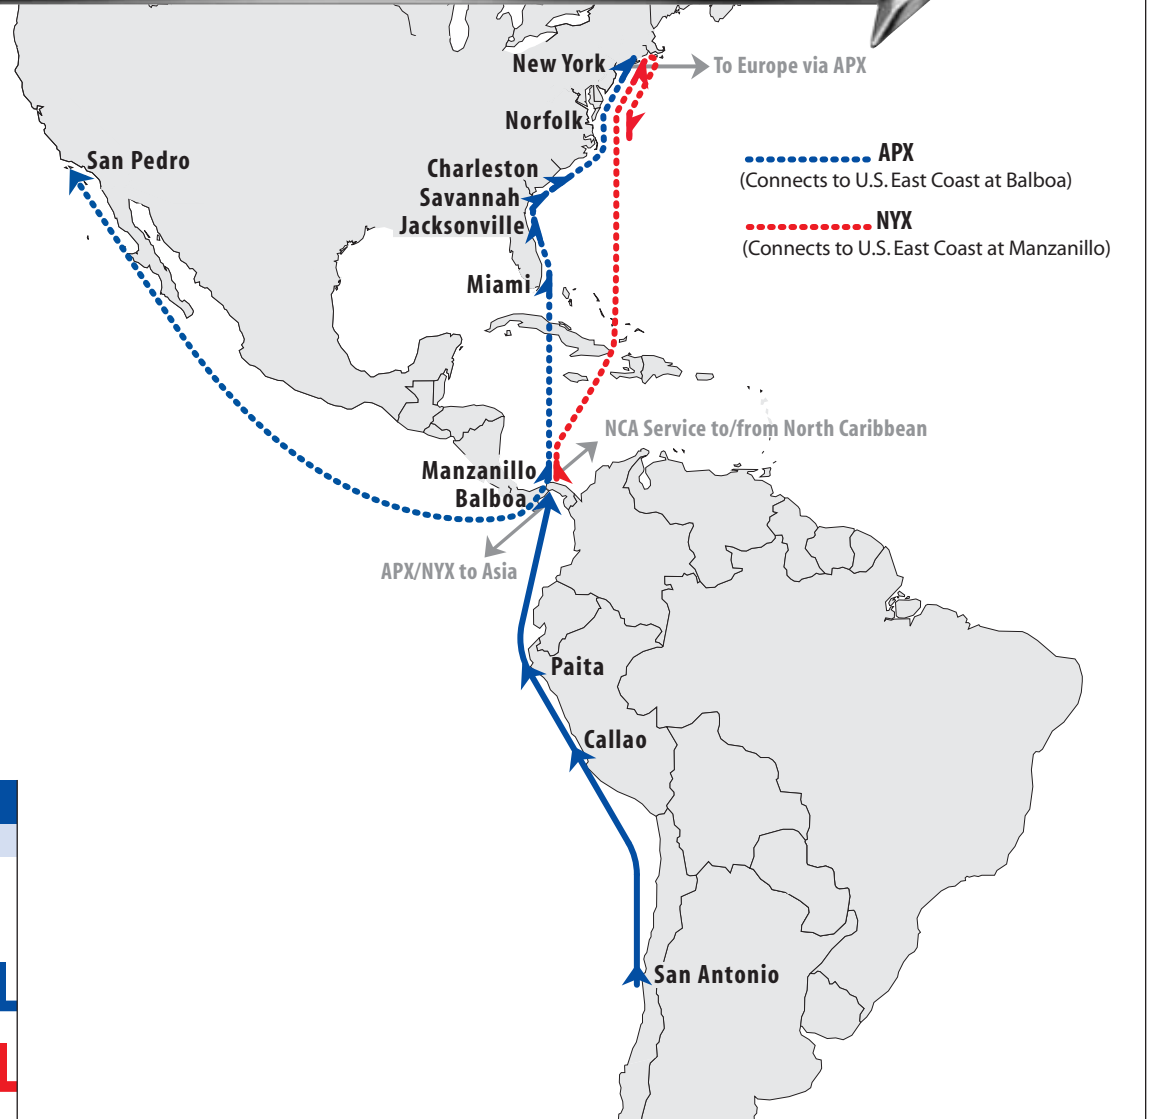 New York
To Europe via APX
Norfolk
APX
(Connects to U.S. East Coast at Balboa)
San Pedro
Charleston
Savannah
NYX
Jacksonville
(Connects to U.S. East Coast at Manzanillo)
Miami
NCA Service to/from North Caribbean
Manzanillo
Balboa
APX/NYX to Asia
Paita
Callao
San Antonio